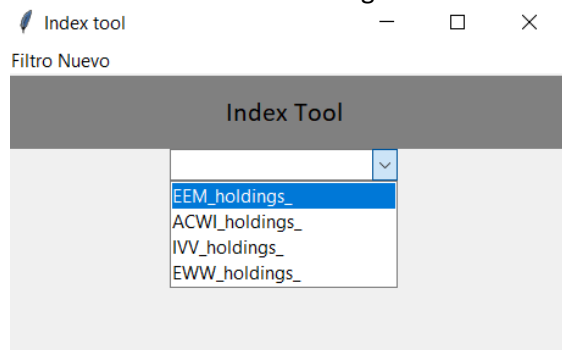 Index tool
Filtro Nuevo
Index Tool
EEM_holdings_
ACWI_holdings_
IVV_holdings_
EWW_holdings_